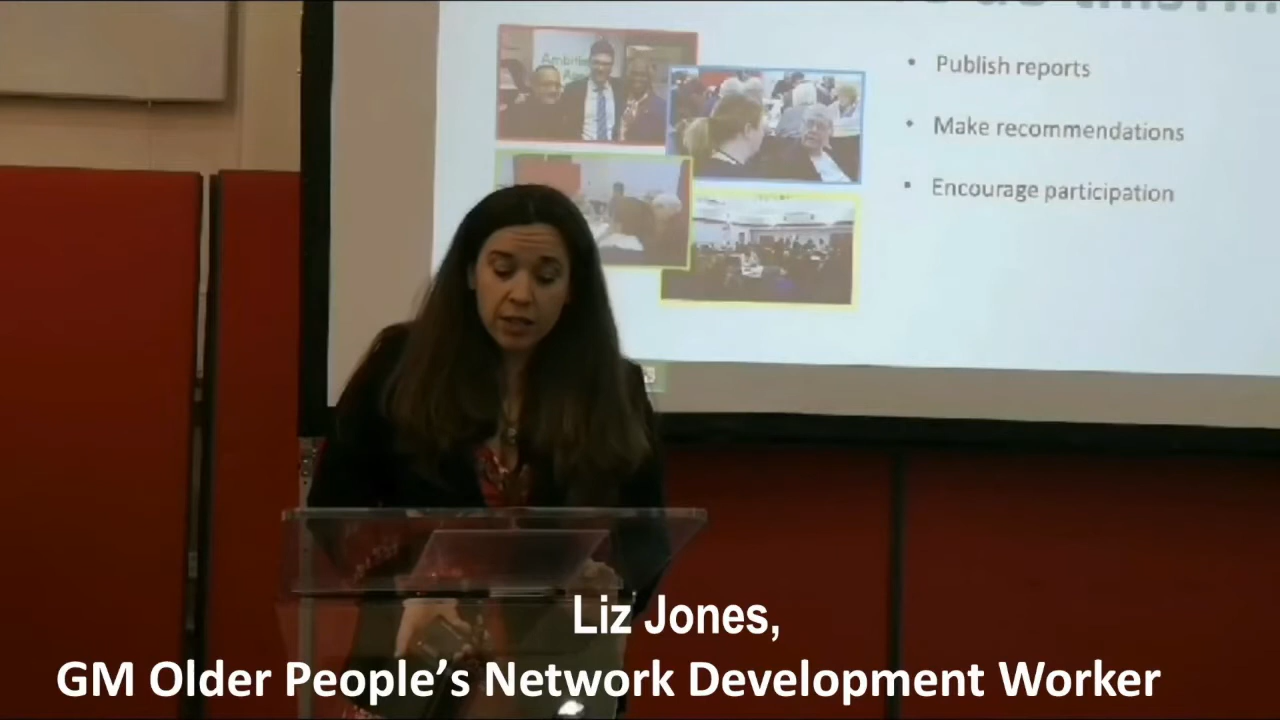 Publish reports
Make recommendations
Encourage participation
Liz Jones,
GM Older People's Network Development Worker